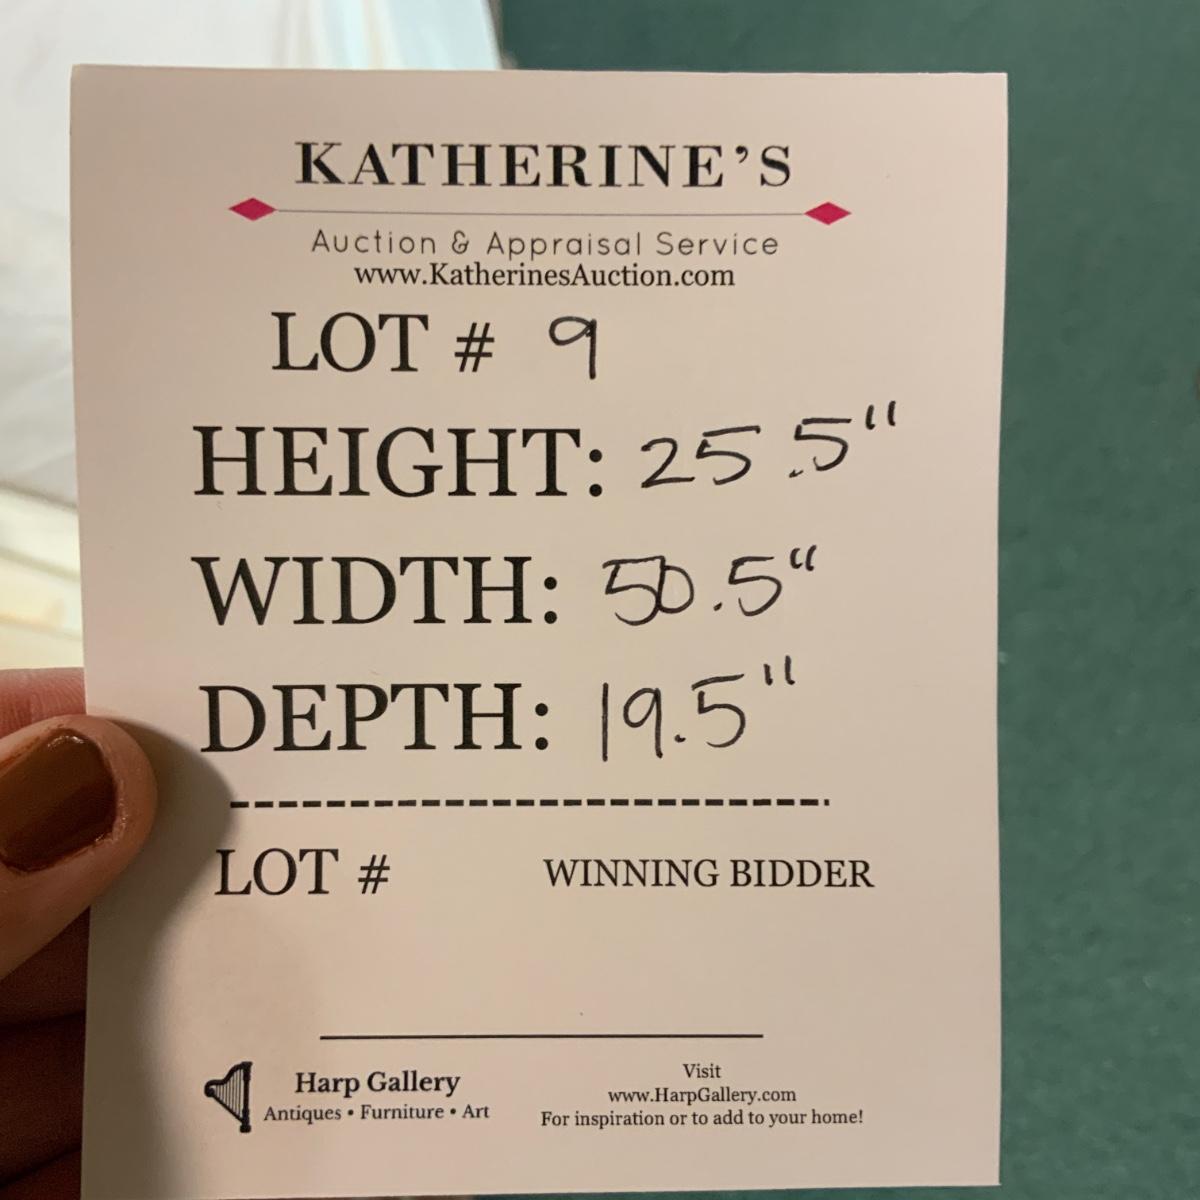 KATHERINE'S
Auction & Appraisal Service
www.KatherinesAuction.com
LOT # 9
HEIGHT: 25.5"
WIDTH: 50.5"
DEPTH: 19.5"
LOT # WINNING BIDDER
Harp Gallery
Antiques • Furniture • Art
Visit
www.HarpGallery.com
For inspiration or to add to your home!